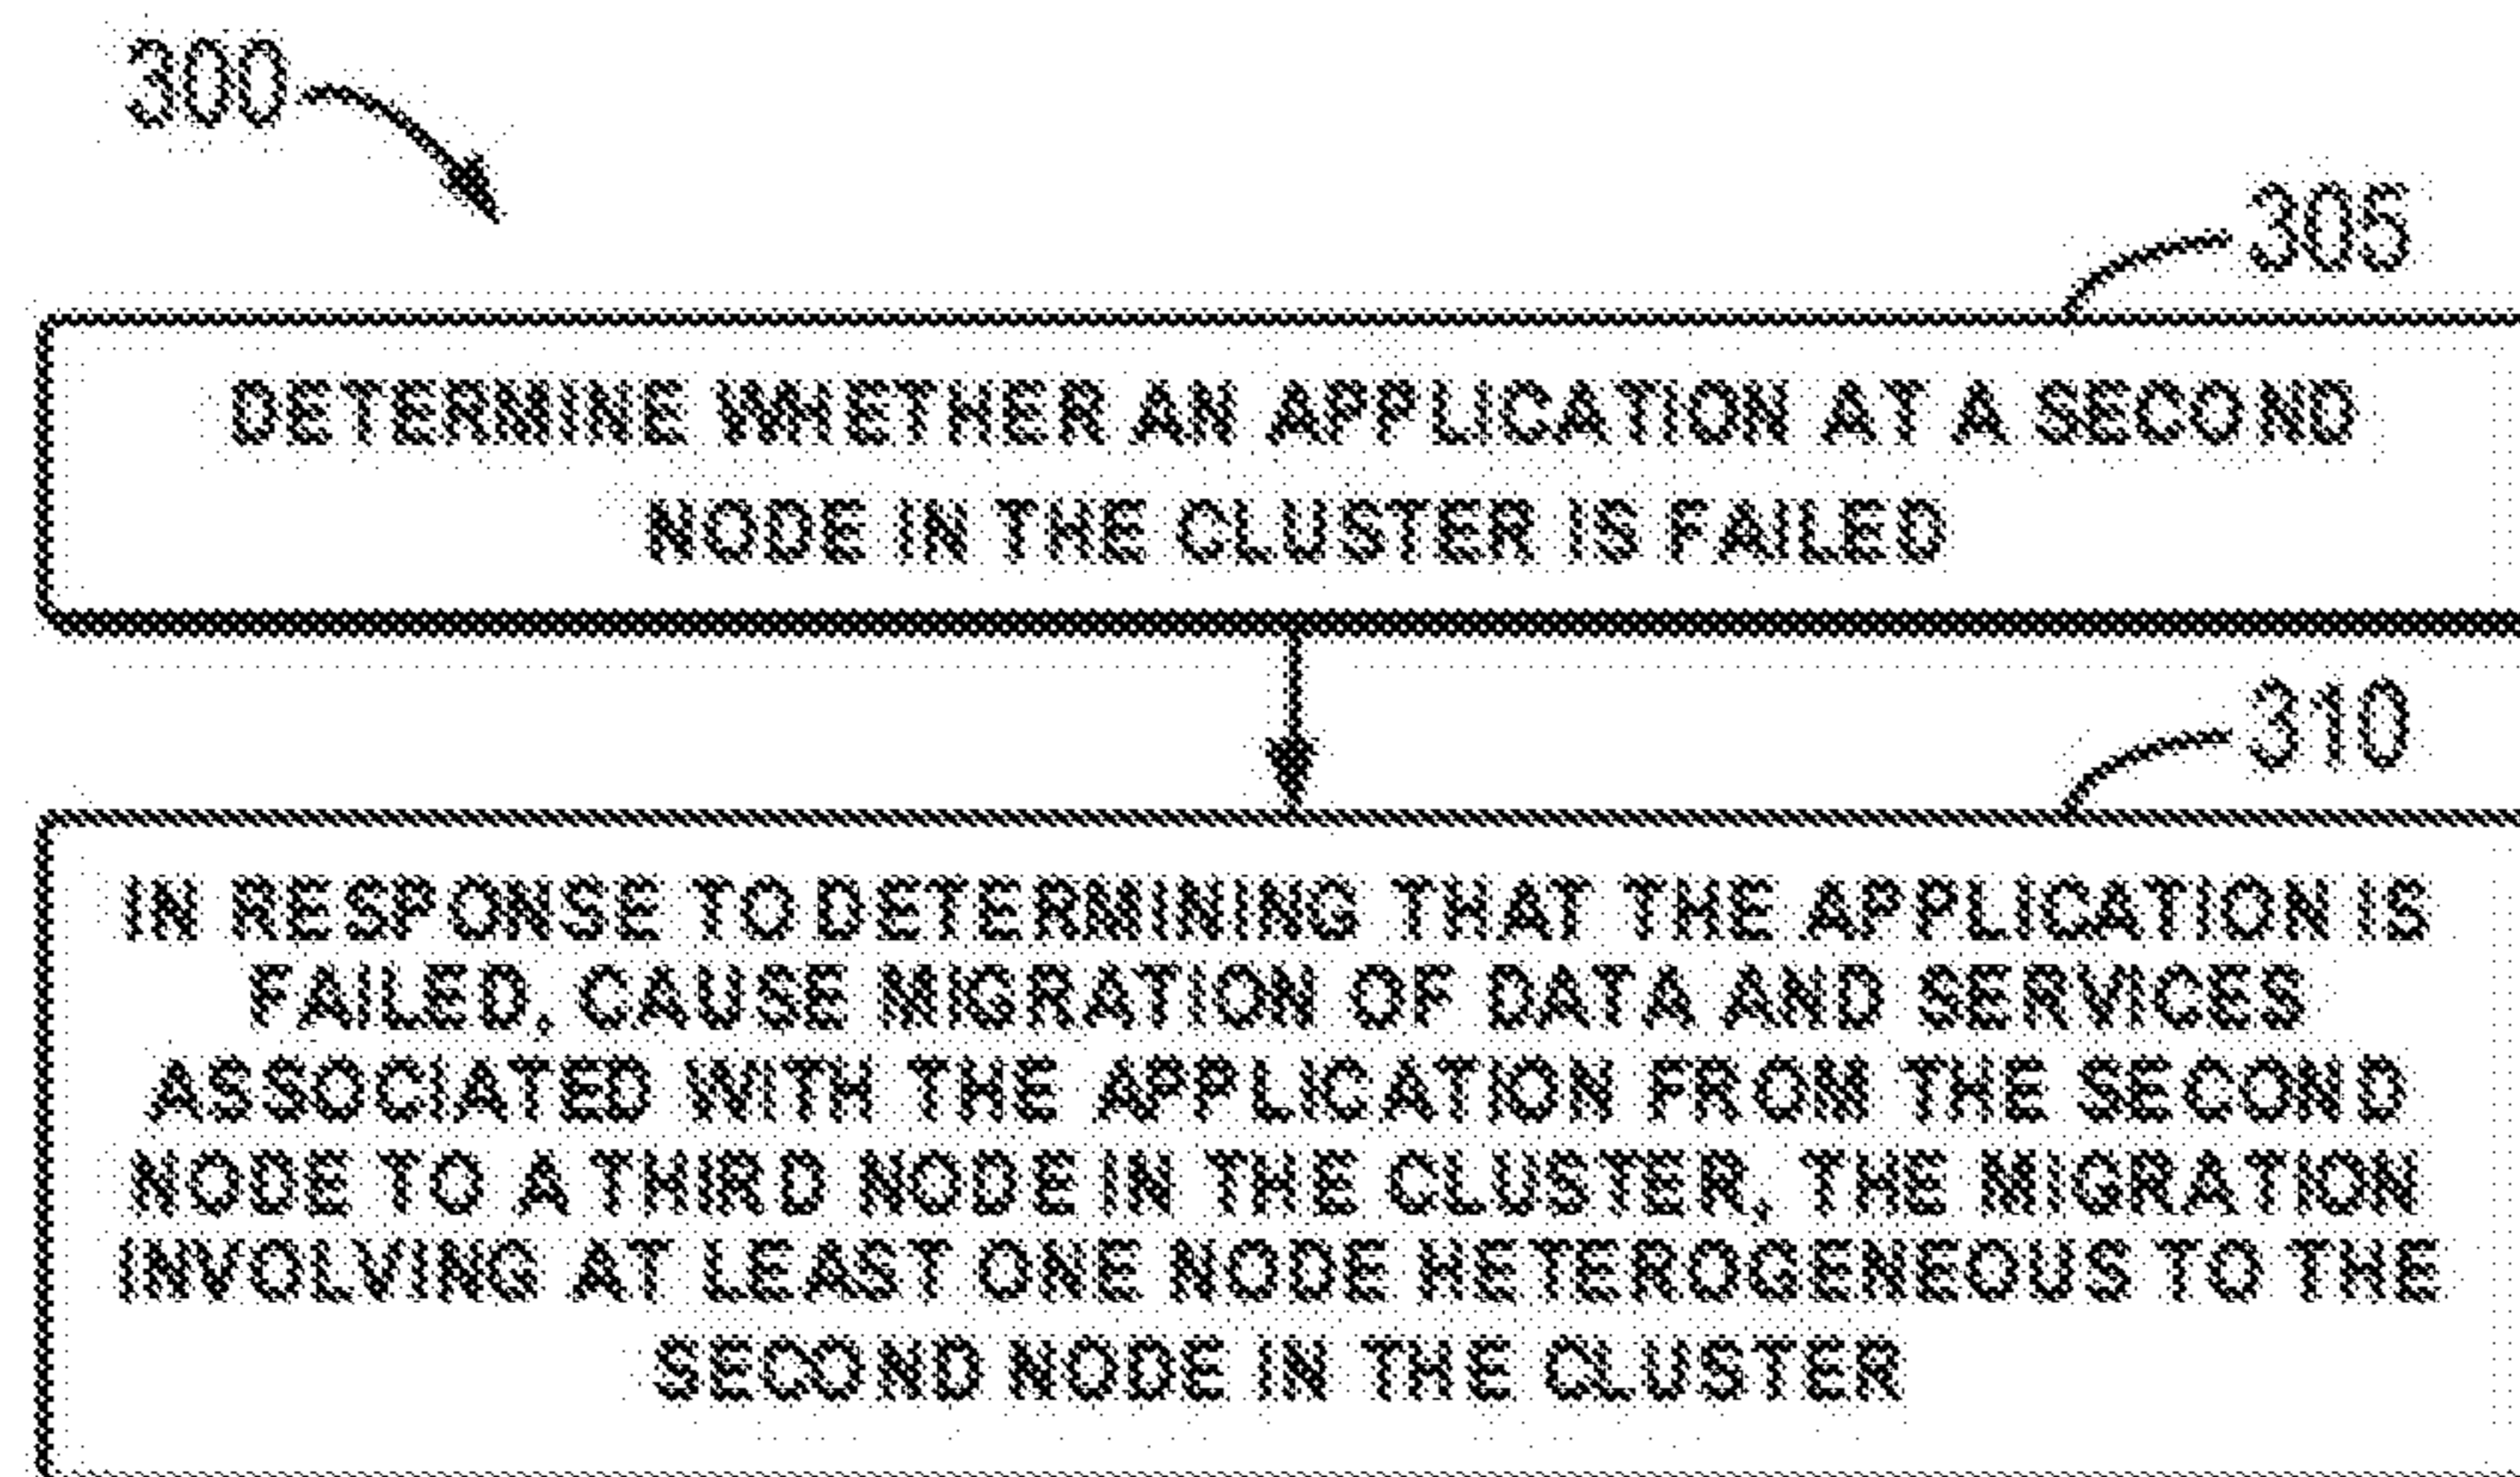 300
305
DETERMINE WHETHER AN APPLICATION AT A SECOND
NODE IN THE CLUSTER IS FAILED
310
IN RESPONSE TO DETERMINING THAT THE APPLICATION IS
FAILED, CAUSE MIGRATION OF DATA AND SERVICES
ASSOCIATED WITH THE APPLICATION FROM THE SECOND
NODE TO A THIRD NODE IN THE CLUSTER, THE MIGRATION
INVOLVING AT LEAST ONE NODE HETEROGENEOUS TO THE
SECOND NODE IN THE CLUSTER